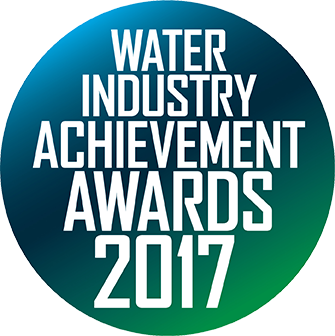 WATER
INDUSTRY
ACHIEVEMENT
AWARDS
2017